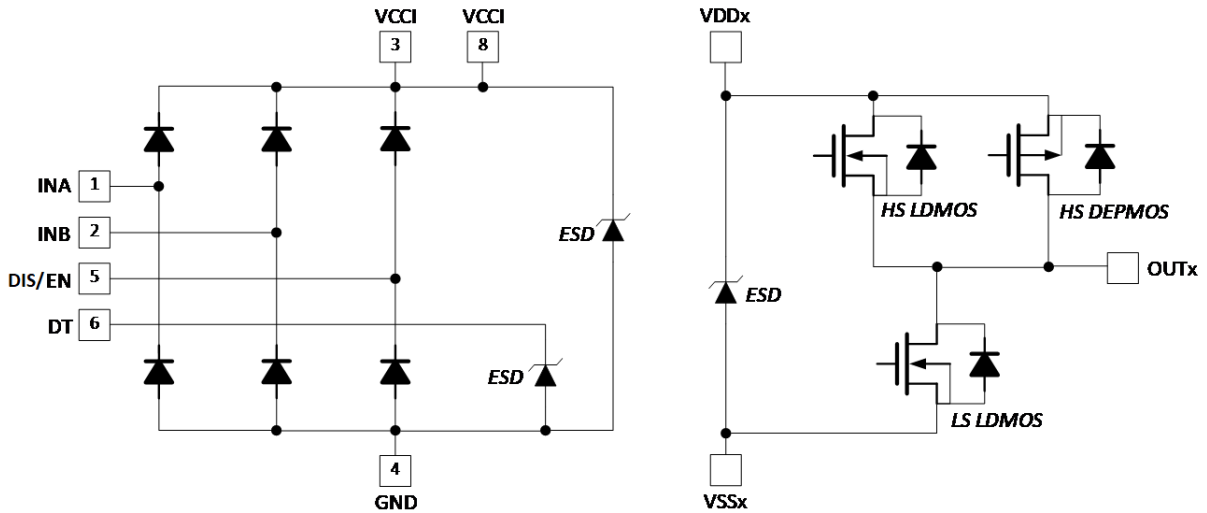 VCCI
VCCI
VDDx
3
8
INA 1
INB 2
DIS/EN 5
DT 6
ESD
ESD
HS LDMOS
HS DEPMOS
OUTx
ESD
LS LDMOS
4
GND
VSSx